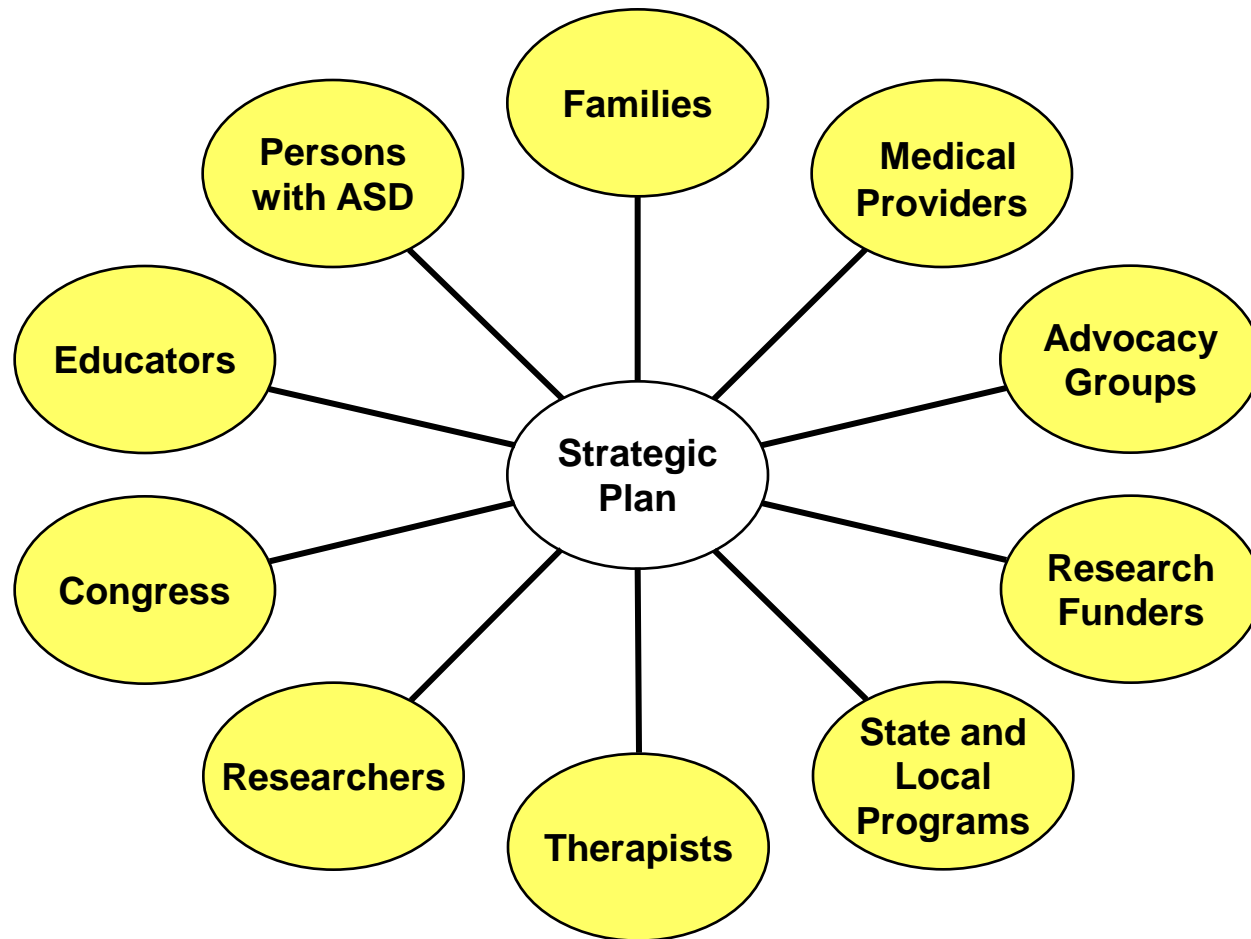 Families
Persons
with ASD
Medical
Providers
Educators
Advocacy
Groups
Strategic
Plan
Congress
Research
Funders
Researchers
State and
Local
Programs
Therapists